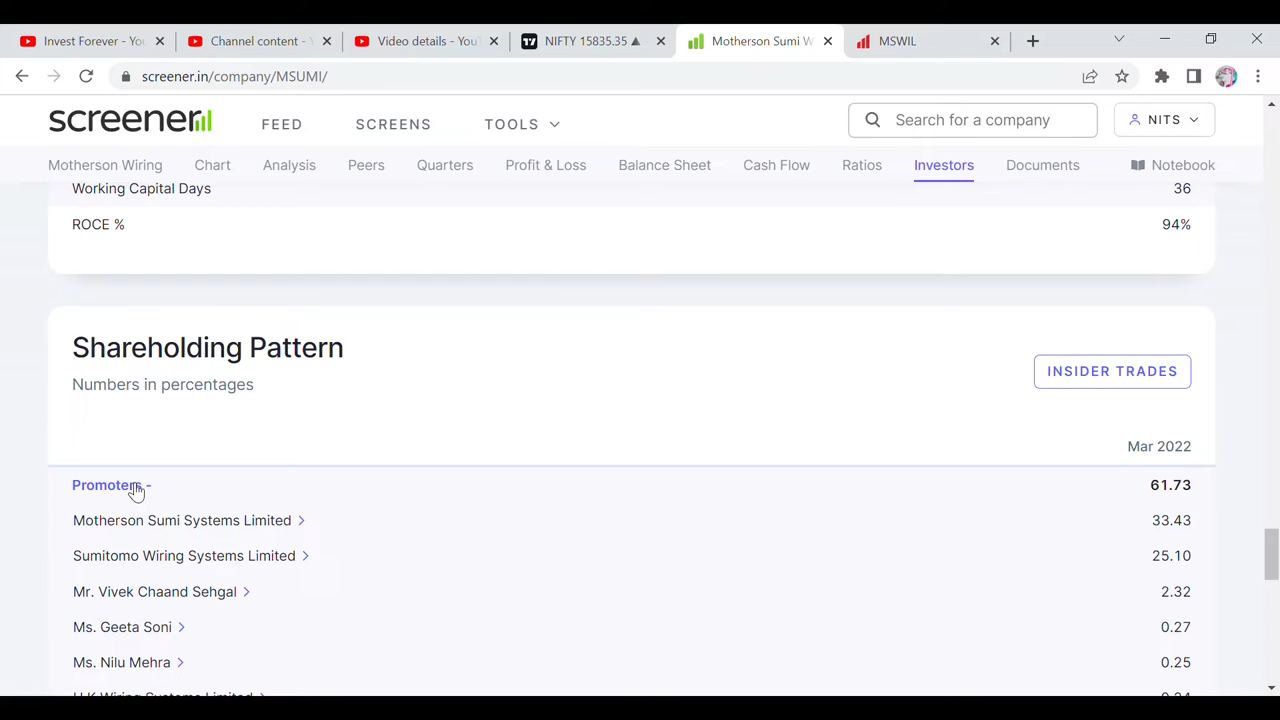 Invest Forever - You
Channel content - Y
Video details - YouT
NIFTY 15835.35 ▲
Motherson Sumi W
MSWIL
screener.in/company/MSUMI/
screener
FEED
SCREENS
TOOLS
Search for a company
NITS
Motherson Wiring
Chart
Analysis
Peers
Quarters
Profit & Loss
Balance Sheet
Cash Flow
Ratios
Investors
Documents
Notebook
Working Capital Days 36
ROCE % 94%
Shareholding Pattern
Numbers in percentages
INSIDER TRADES
Mar 2022
Promoters - 61.73
Motherson Sumi Systems Limited 33.43
Sumitomo Wiring Systems Limited 25.10
Mr. Vivek Chaand Sehgal 2.32
Ms. Geeta Soni 0.27
Ms. Nilu Mehra 0.25